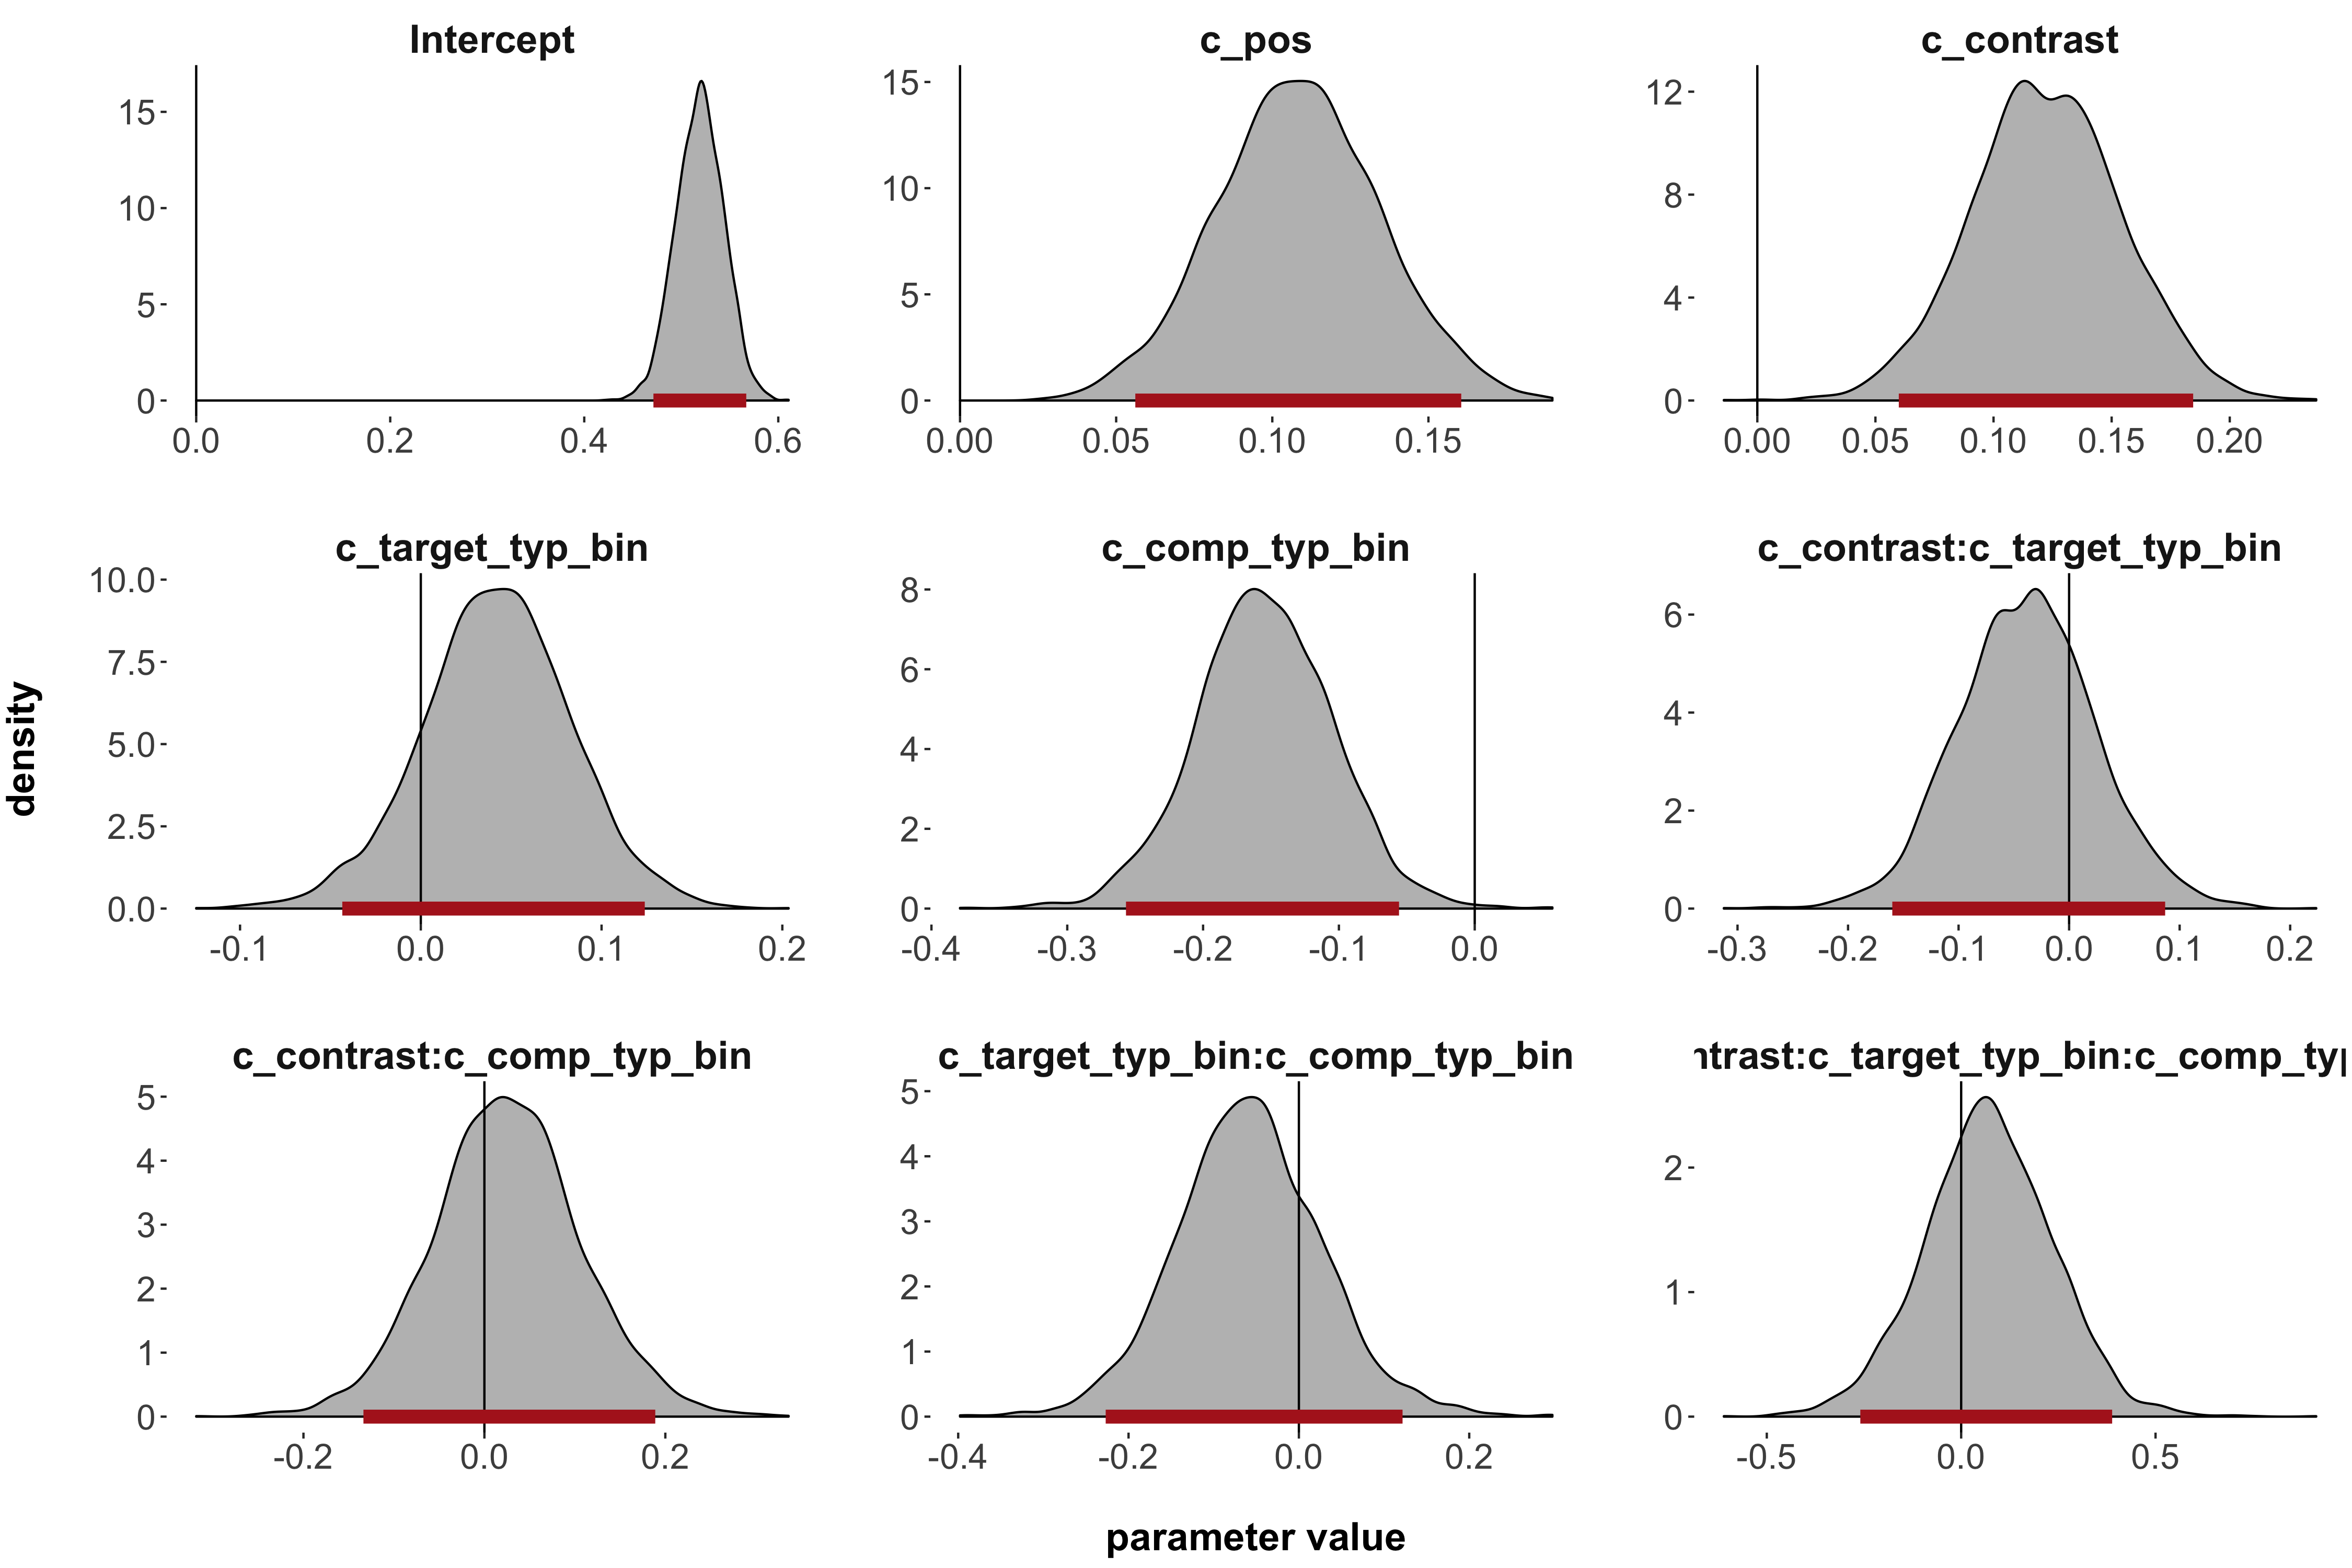 Intercept
c_pos
c_contrast
15
10
5
0
0.0 0.2 0.4 0.6
15
10
5
0
0.00 0.05 0.10 0.15
12
8
4
0
0.00 0.05 0.10 0.15 0.20
c_target_typ_bin
c_comp_typ_bin
c_contrast:c_target_typ_bin
10.0
7.5
5.0
2.5
0.0
-0.1 0.0 0.1 0.2
8
6
4
2
0
-0.4 -0.3 -0.2 -0.1 0.0
6
4
2
0
-0.3 -0.2 -0.1 0.0 0.1 0.2
density
c_contrast:c_comp_typ_bin
c_target_typ_bin:c_comp_typ_bin
ntrast:c_target_typ_bin:c_comp_typ
5
4
3
2
1
0
-0.2 0.0 0.2
5
4
3
2
1
0
-0.4 -0.2 0.0 0.2
2
1
0
-0.5 0.0 0.5
parameter value